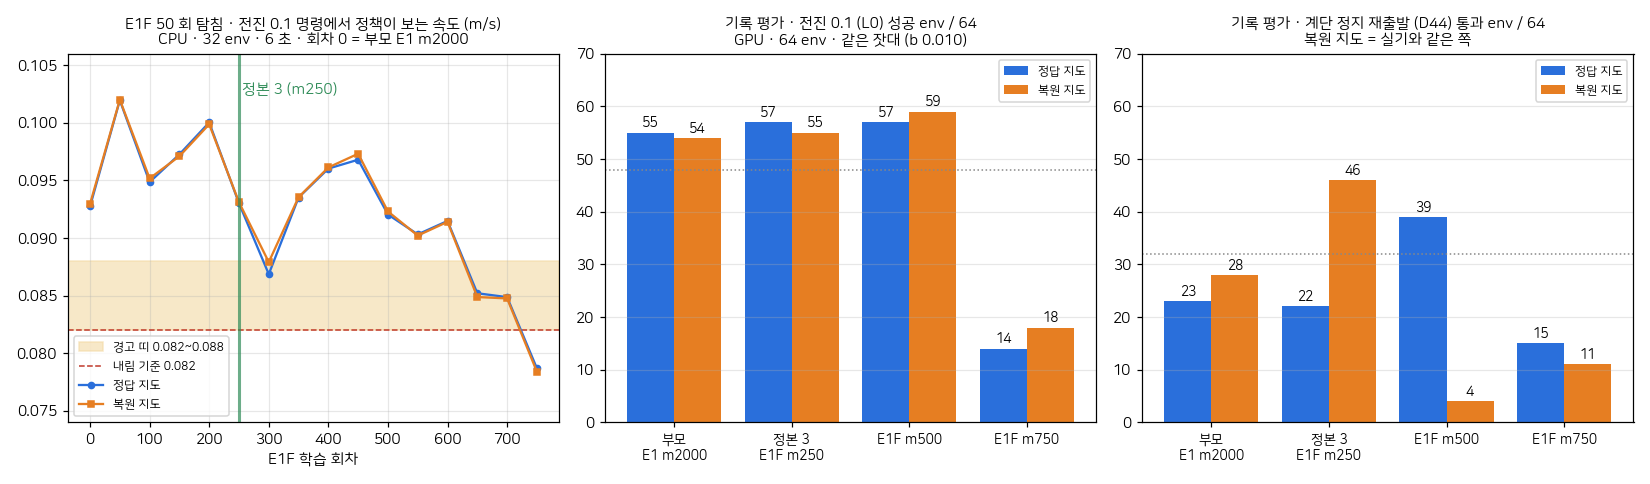 E1F 50 회 탐침 · 전진 0.1 명령에서 정책이 보는 속도 (m/s)
CPU · 32 env · 6 초 · 회차 0 = 부모 E1 m2000
0.105
0.100
0.095
0.090
0.085
0.080
0.075
정본 3 (m250)
경고 띠 0.082~0.088
내림 기준 0.082
정답 지도
복원 지도
0 100 200 300 400 500 600 700
E1F 학습 회차
기록 평가 · 전진 0.1 (L0) 성공 env / 64
GPU · 64 env · 같은 잣대 (b 0.010)
70
60
50
40
30
20
10
0
정답 지도
복원 지도
55 54 57 55 57 59 14 18
부모 정본 3 E1F m500 E1F m750
E1 m2000 E1F m250
기록 평가 · 계단 정지 재출발 (D44) 통과 env / 64
복원 지도 = 실기와 같은 쪽
70
60
50
40
30
20
10
0
정답 지도
복원 지도
23 28 22 46 39 4 15 11
부모 정본 3 E1F m500 E1F m750
E1 m2000 E1F m250